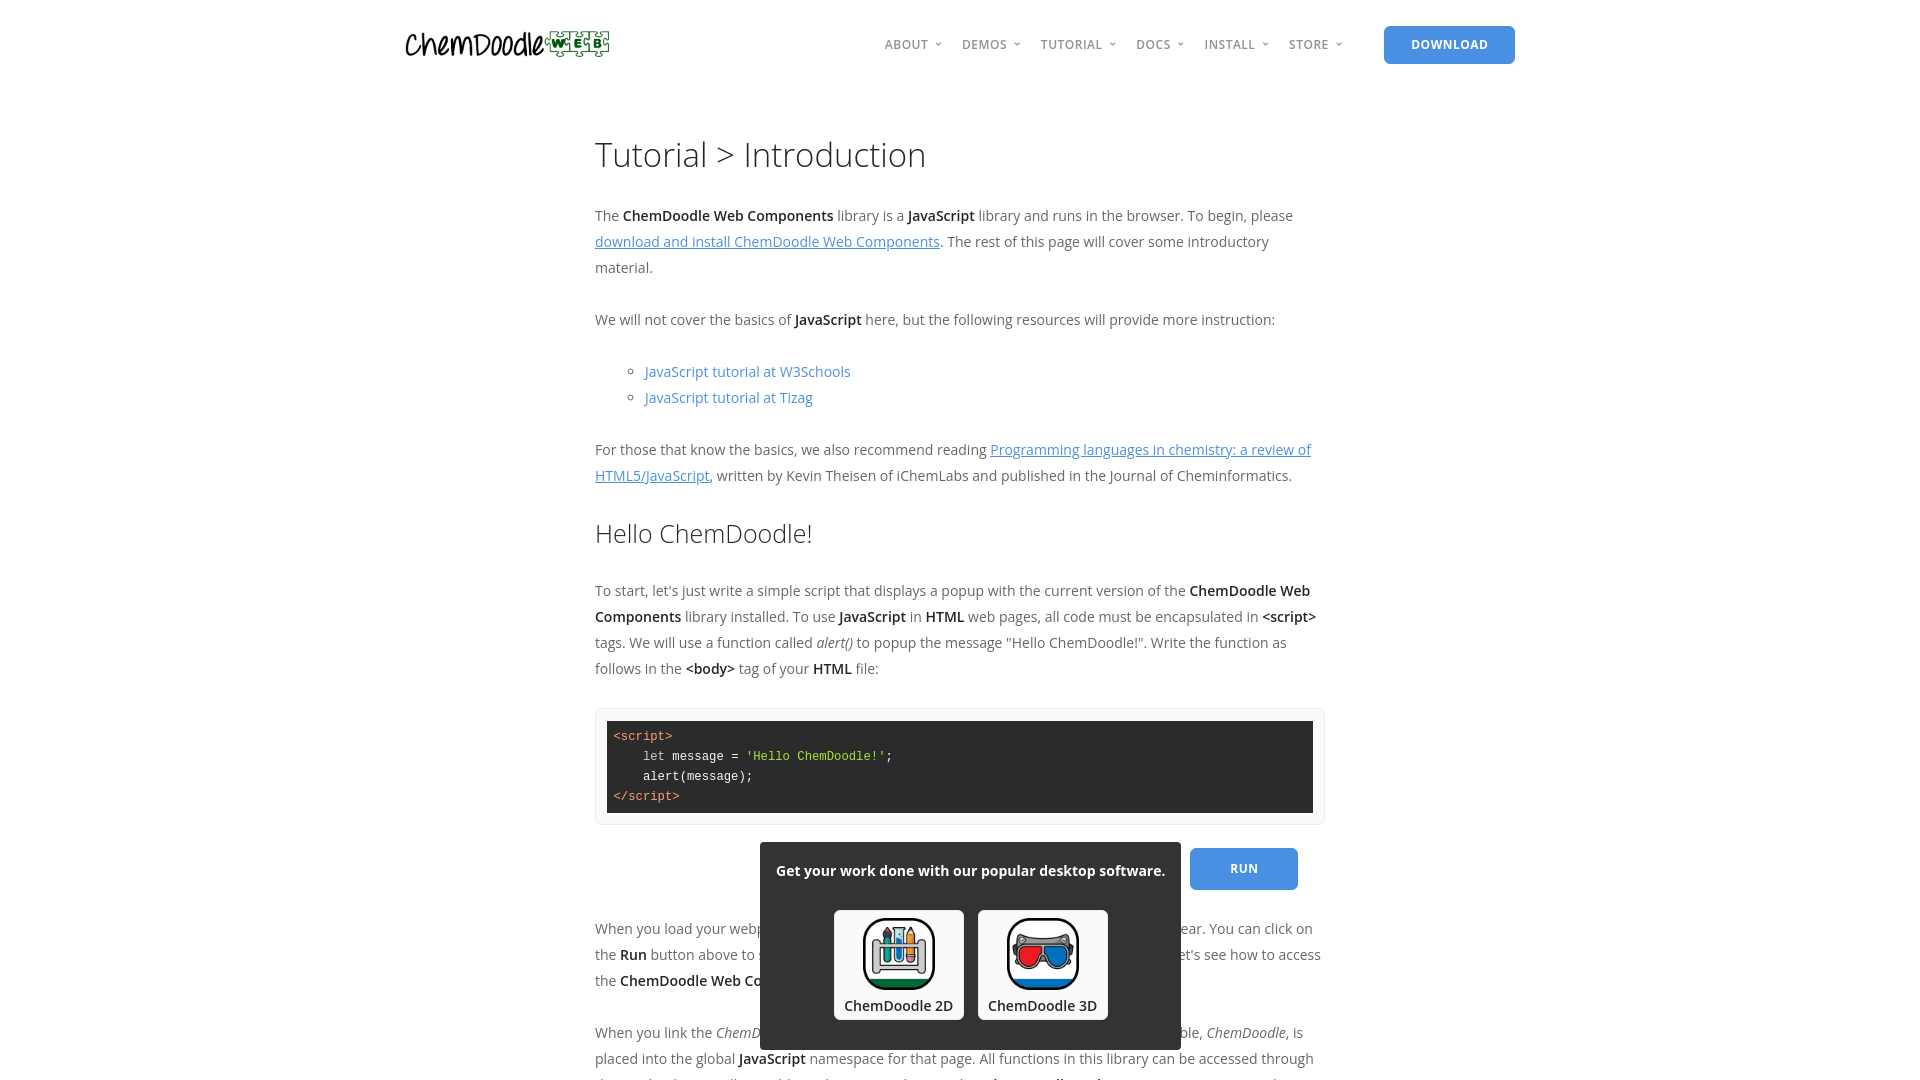 ChemDoodle WEB
ABOUT DEMOS TUTORIAL DOCS INSTALL STORE DOWNLOAD
Tutorial > Introduction
The ChemDoodle Web Components library is a JavaScript library and runs in the browser. To begin, please
download and install ChemDoodle Web Components. The rest of this page will cover some introductory
material.
We will not cover the basics of JavaScript here, but the following resources will provide more instruction:
JavaScript tutorial at W3Schools
JavaScript tutorial at Tizag
For those that know the basics, we also recommend reading Programming languages in chemistry: a review of
HTML5/JavaScript, written by Kevin Theisen of iChemLabs and published in the Journal of Cheminformatics.
Hello ChemDoodle!
To start, let's just write a simple script that displays a popup with the current version of the ChemDoodle Web
Components library installed. To use JavaScript in HTML web pages, all code must be encapsulated in <script>
tags. We will use a function called alert() to popup the message "Hello ChemDoodle!". Write the function as
follows in the <body> tag of your HTML file:
<script>
let message = 'Hello ChemDoodle!';
alert(message);
</script>
RUN
Get your work done with our popular desktop software.
ChemDoodle 2D
ChemDoodle 3D
When you load your You can click on
the Run button above to let's see how to access
the ChemDoodle Web
When you link the ChemDoodle, is
placed into the global JavaScript namespace for that page. All functions in this library can be accessed through